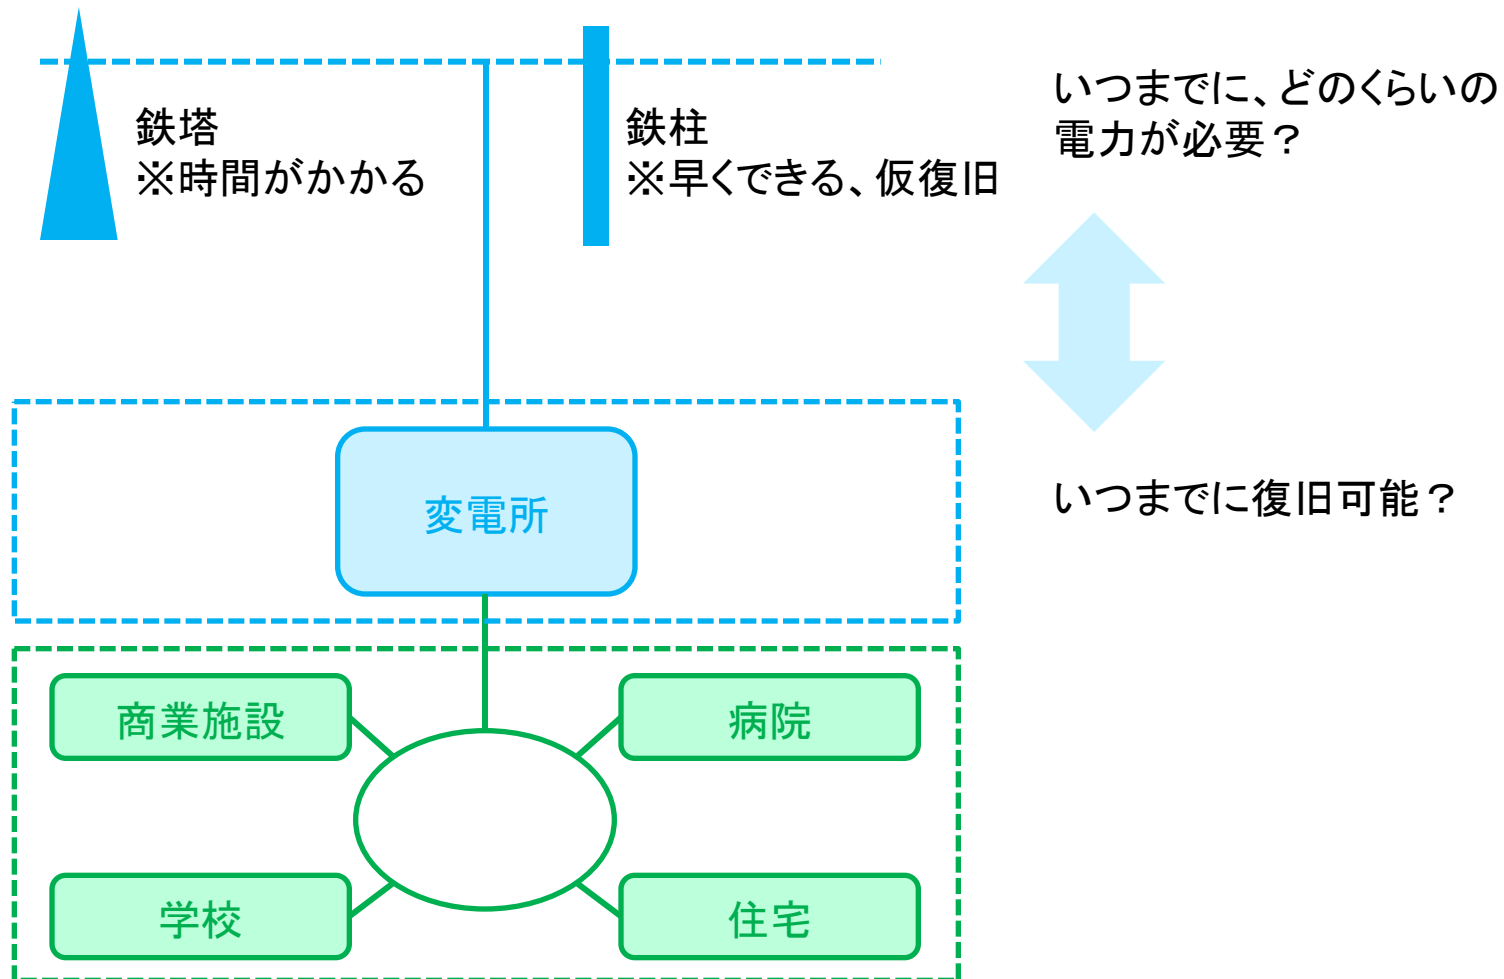 鉄塔
※時間がかかる
鉄柱
※早くできる、仮復旧
いつまでに、どのくらいの
電力が必要？
いつまでに復旧可能？
変電所
商業施設
病院
学校
住宅